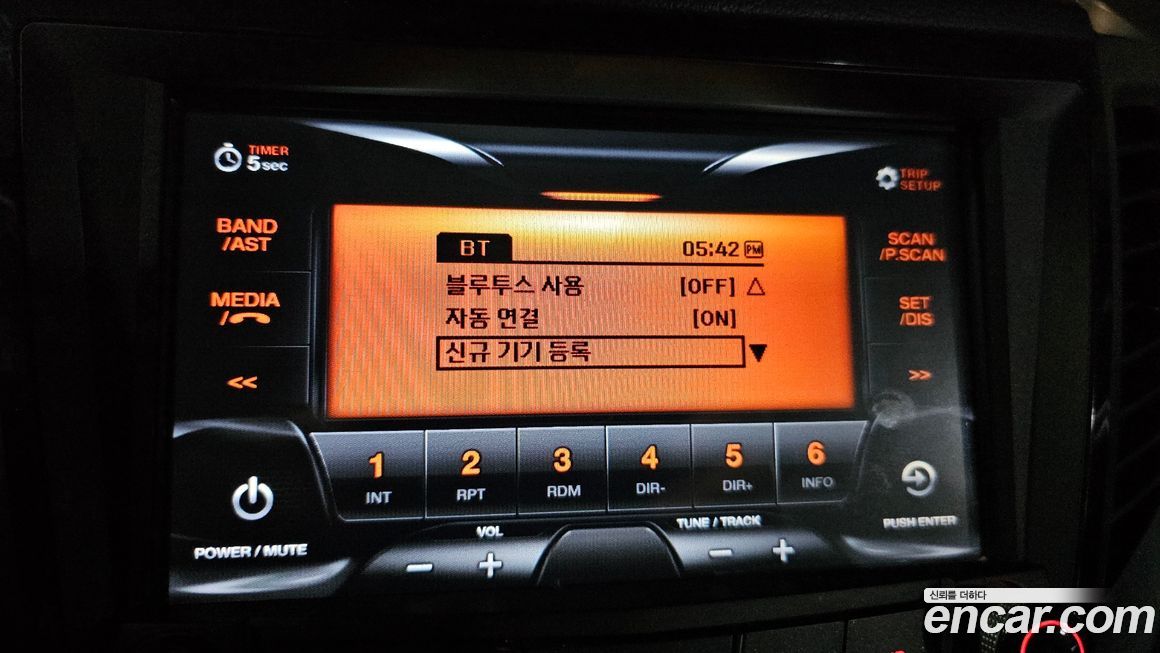 TIMER
5sec
TRIP
SETUP
BAND
/AST
MEDIA
/
<<
BT 05:42 PM
블루투스 사용 [OFF] △
자동 연결 [ON]
신규 기기 등록 ▼
SCAN
/P.SCAN
SET
/DIS
>>
1 2 3 4 5 6
INT RPT RDM DIR- DIR+ INFO
VOL TUNE / TRACK
- + - +
POWER / MUTE
PUSH ENTER
신뢰를 더하다
encar.com